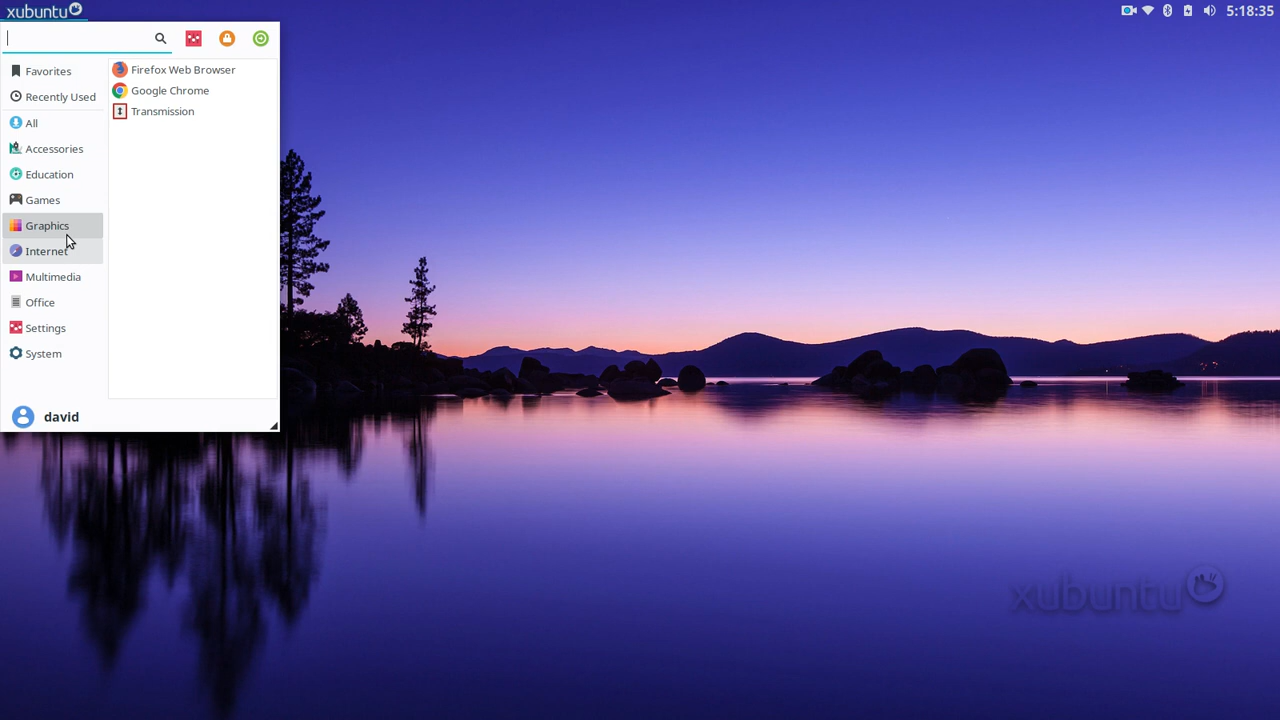 xubuntu
5:18:35
Favorites
Recently Used
All
Accessories
Education
Games
Graphics
Internet
Multimedia
Office
Settings
System
Firefox Web Browser
Google Chrome
Transmission
david
xubuntu